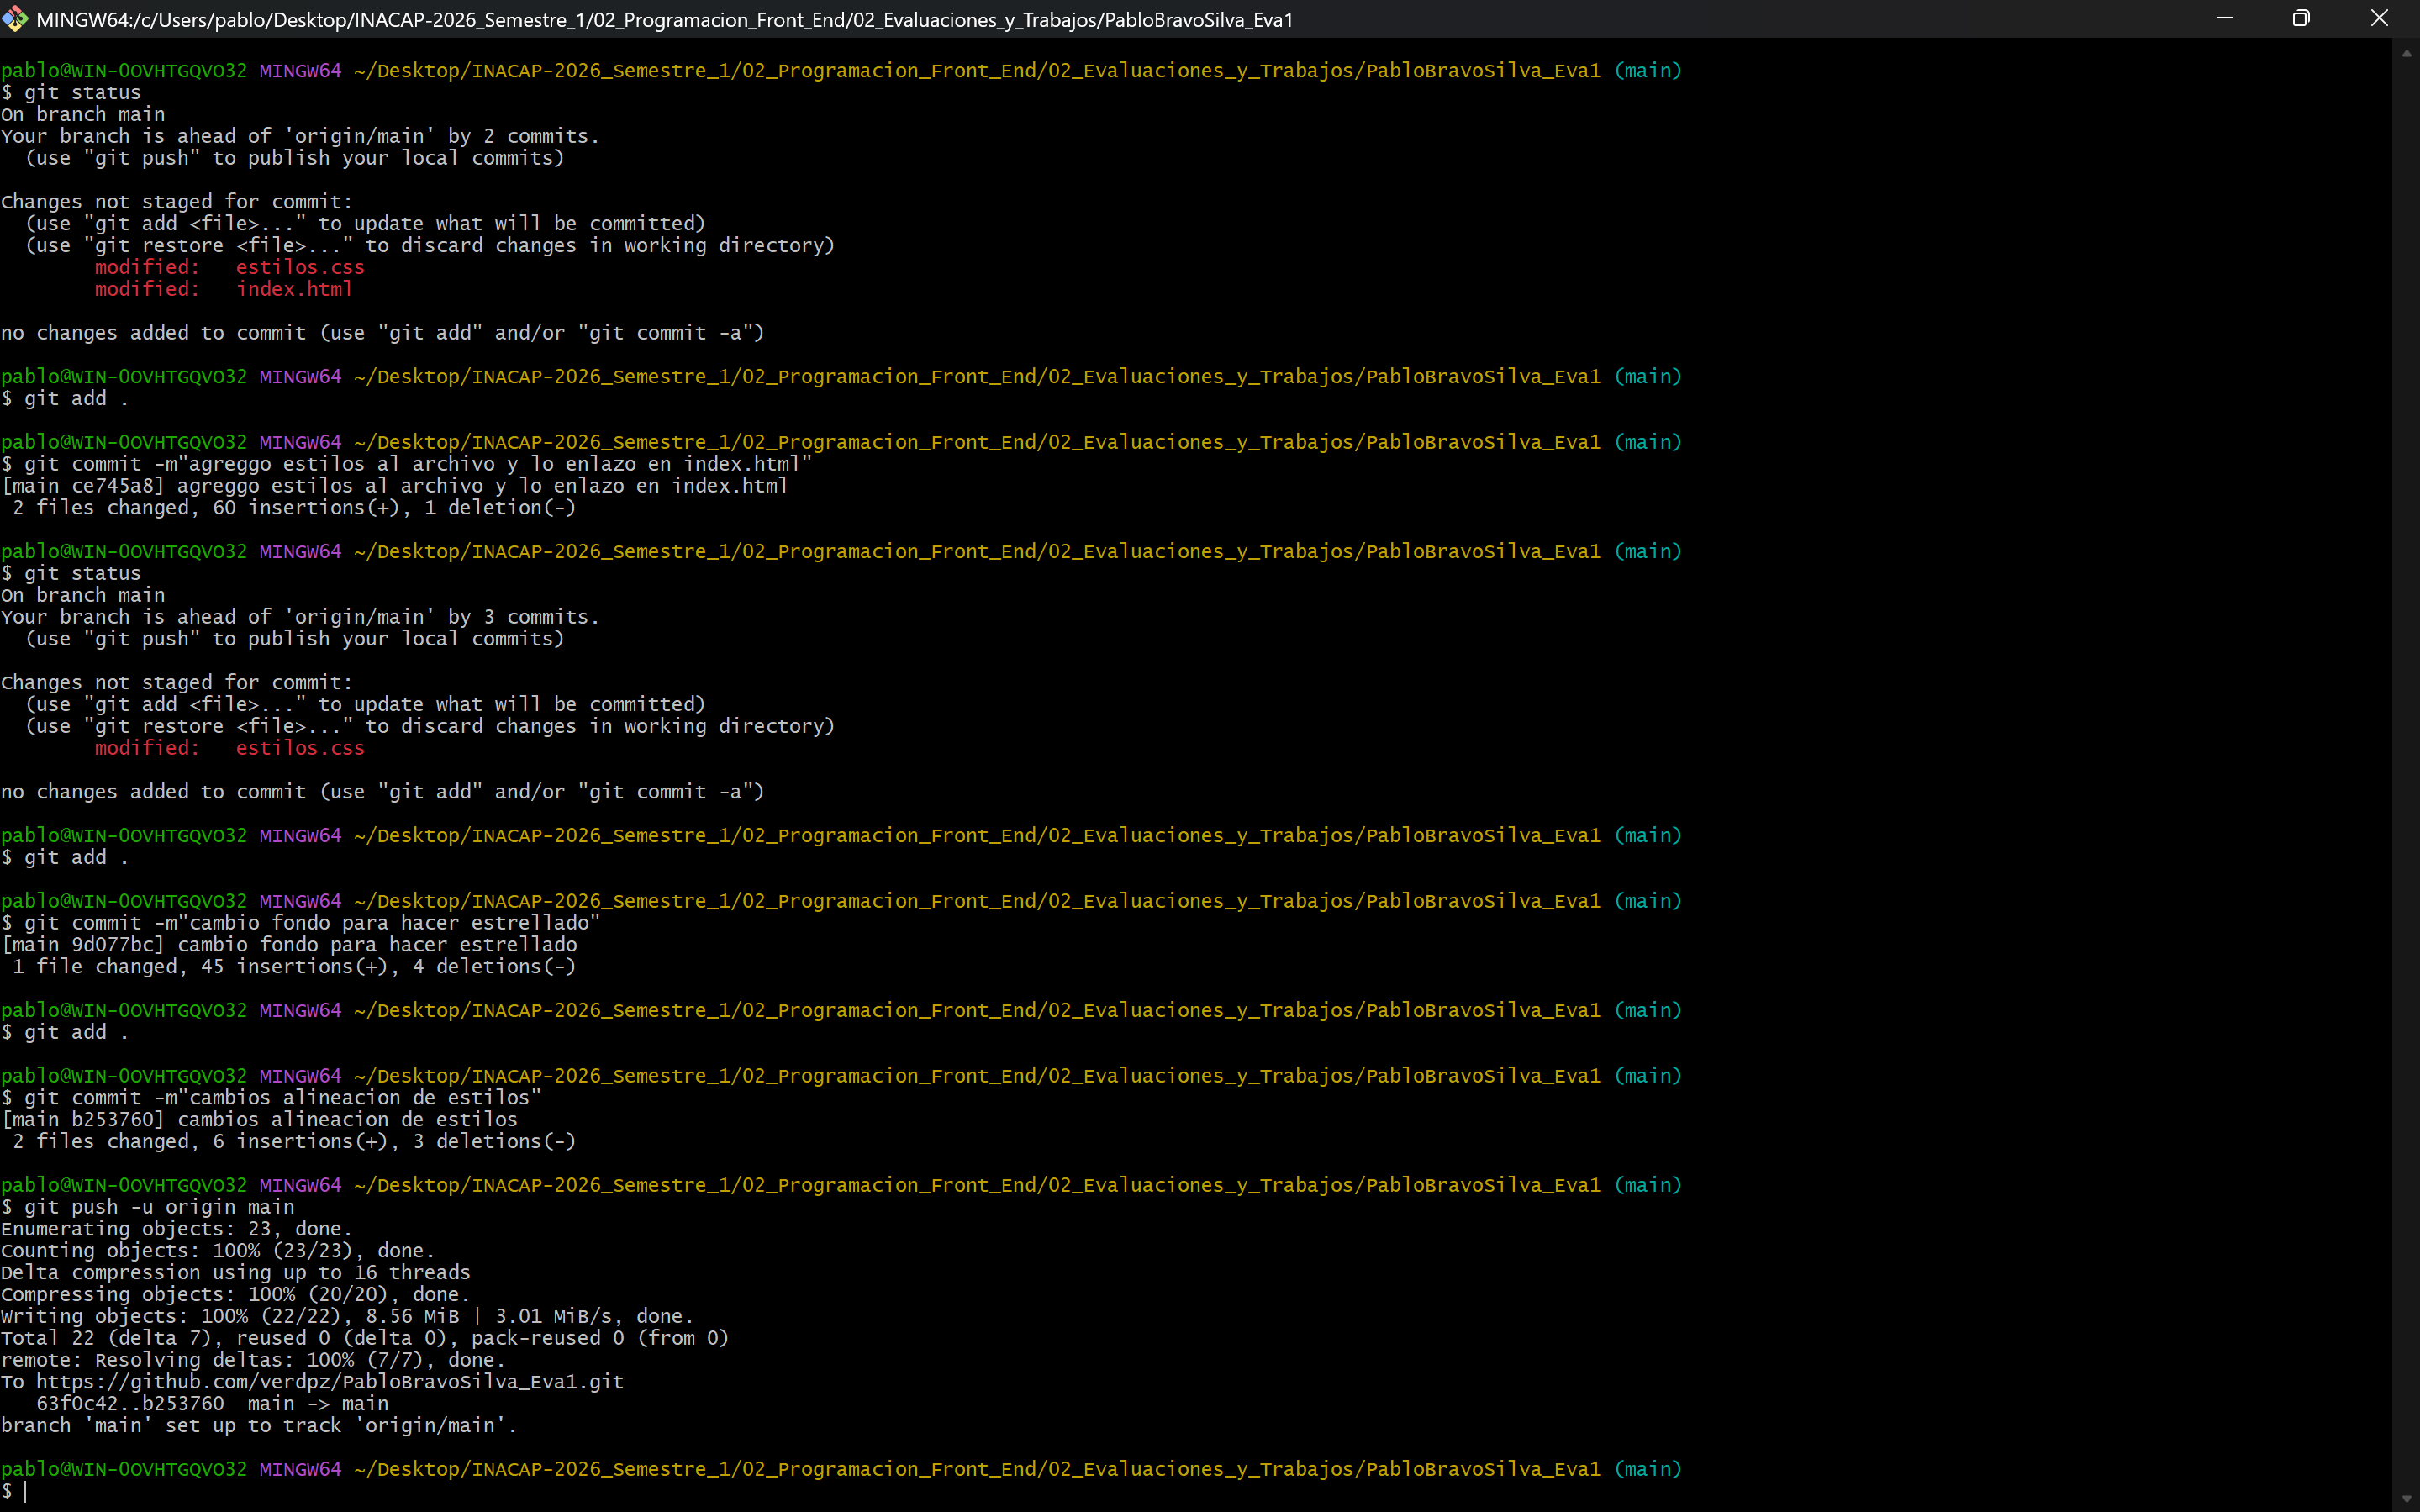 MINGW64:/c/Users/pablo/Desktop/INACAP-2026_Semestre_1/02_Programacion_Front_End/02_Evaluaciones_y_Trabajos/PabloBravoSilva_Eva1
pablo@WIN-OOVHTGQVO32 MINGW64 ~/Desktop/INACAP-2026_Semestre_1/02_Programacion_Front_End/02_Evaluaciones_y_Trabajos/PabloBravoSilva_Eva1 (main)
$ git status
On branch main
Your branch is ahead of 'origin/main' by 2 commits.
  (use "git push" to publish your local commits)
Changes not staged for commit:
  (use "git add <file>..." to update what will be committed)
  (use "git restore <file>..." to discard changes in working directory)
        modified:   estilos.css
        modified:   index.html
no changes added to commit (use "git add" and/or "git commit -a")
pablo@WIN-OOVHTGQVO32 MINGW64 ~/Desktop/INACAP-2026_Semestre_1/02_Programacion_Front_End/02_Evaluaciones_y_Trabajos/PabloBravoSilva_Eva1 (main)
$ git add .
pablo@WIN-OOVHTGQVO32 MINGW64 ~/Desktop/INACAP-2026_Semestre_1/02_Programacion_Front_End/02_Evaluaciones_y_Trabajos/PabloBravoSilva_Eva1 (main)
$ git commit -m"agreggo estilos al archivo y lo enlazo en index.html"
[main ce745a8] agreggo estilos al archivo y lo enlazo en index.html
 2 files changed, 60 insertions(+), 1 deletion(-)
pablo@WIN-OOVHTGQVO32 MINGW64 ~/Desktop/INACAP-2026_Semestre_1/02_Programacion_Front_End/02_Evaluaciones_y_Trabajos/PabloBravoSilva_Eva1 (main)
$ git status
On branch main
Your branch is ahead of 'origin/main' by 3 commits.
  (use "git push" to publish your local commits)
Changes not staged for commit:
  (use "git add <file>..." to update what will be committed)
  (use "git restore <file>..." to discard changes in working directory)
        modified:   estilos.css
no changes added to commit (use "git add" and/or "git commit -a")
pablo@WIN-OOVHTGQVO32 MINGW64 ~/Desktop/INACAP-2026_Semestre_1/02_Programacion_Front_End/02_Evaluaciones_y_Trabajos/PabloBravoSilva_Eva1 (main)
$ git add .
pablo@WIN-OOVHTGQVO32 MINGW64 ~/Desktop/INACAP-2026_Semestre_1/02_Programacion_Front_End/02_Evaluaciones_y_Trabajos/PabloBravoSilva_Eva1 (main)
$ git commit -m"cambio fondo para hacer estrellado"
[main 9d077bc] cambio fondo para hacer estrellado
 1 file changed, 45 insertions(+), 4 deletions(-)
pablo@WIN-OOVHTGQVO32 MINGW64 ~/Desktop/INACAP-2026_Semestre_1/02_Programacion_Front_End/02_Evaluaciones_y_Trabajos/PabloBravoSilva_Eva1 (main)
$ git add .
pablo@WIN-OOVHTGQVO32 MINGW64 ~/Desktop/INACAP-2026_Semestre_1/02_Programacion_Front_End/02_Evaluaciones_y_Trabajos/PabloBravoSilva_Eva1 (main)
$ git commit -m"cambios alineacion de estilos"
[main b253760] cambios alineacion de estilos
 2 files changed, 6 insertions(+), 3 deletions(-)
pablo@WIN-OOVHTGQVO32 MINGW64 ~/Desktop/INACAP-2026_Semestre_1/02_Programacion_Front_End/02_Evaluaciones_y_Trabajos/PabloBravoSilva_Eva1 (main)
$ git push -u origin main
Enumerating objects: 23, done.
Counting objects: 100% (23/23), done.
Delta compression using up to 16 threads
Compressing objects: 100% (20/20), done.
Writing objects: 100% (22/22), 8.56 MiB | 3.01 MiB/s, done.
Total 22 (delta 7), reused 0 (delta 0), pack-reused 0 (from 0)
remote: Resolving deltas: 100% (7/7), done.
To https://github.com/verdpz/PabloBravoSilva_Eva1.git
   63f0c42..b253760  main -> main
branch 'main' set up to track 'origin/main'.
pablo@WIN-OOVHTGQVO32 MINGW64 ~/Desktop/INACAP-2026_Semestre_1/02_Programacion_Front_End/02_Evaluaciones_y_Trabajos/PabloBravoSilva_Eva1 (main)
$